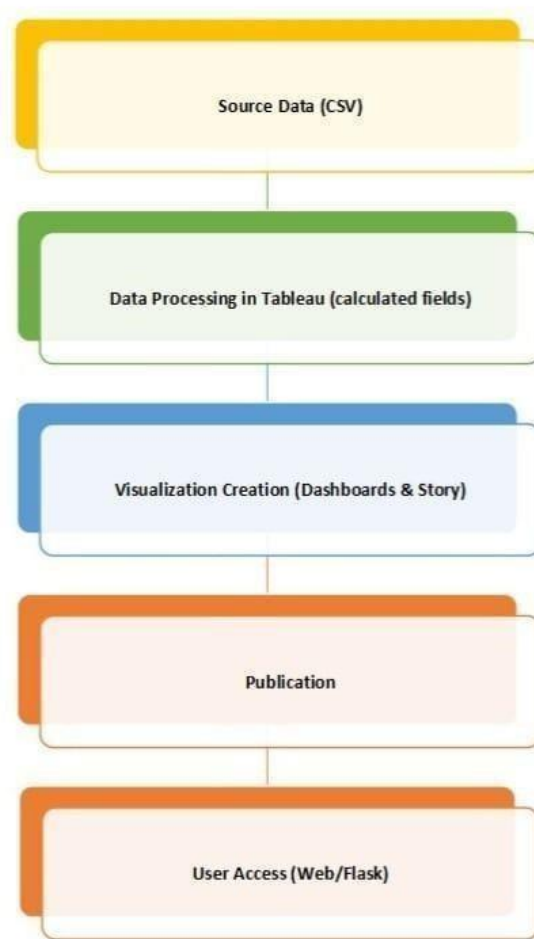 Source Data (CSV)
Data Processing in Tableau (calculated fields)
Visualization Creation (Dashboards & Story)
Publication
User Access (Web/Flask)